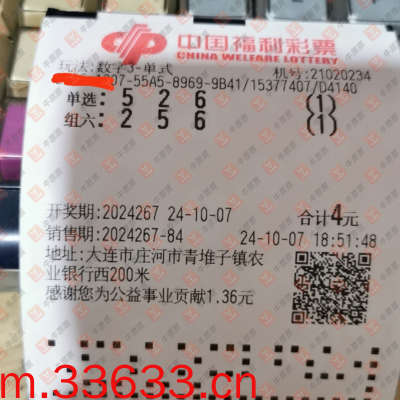 中国福利彩票
CHINA WELFARE LOTTERY
玩法:数字3-单式 机号:21020234
07-55A5-8969-9B41/15377407/D4140
单选: 5 2 6 (1)
组六: 2 5 6 (1)
开奖期:2024267 24-10-07 合计4元
销售期:2024267-84 24-10-07 18:51:48
地址:大连市庄河市青堆子镇农
业银行西200米
感谢您为公益事业贡献1.36元
m.33633.cn